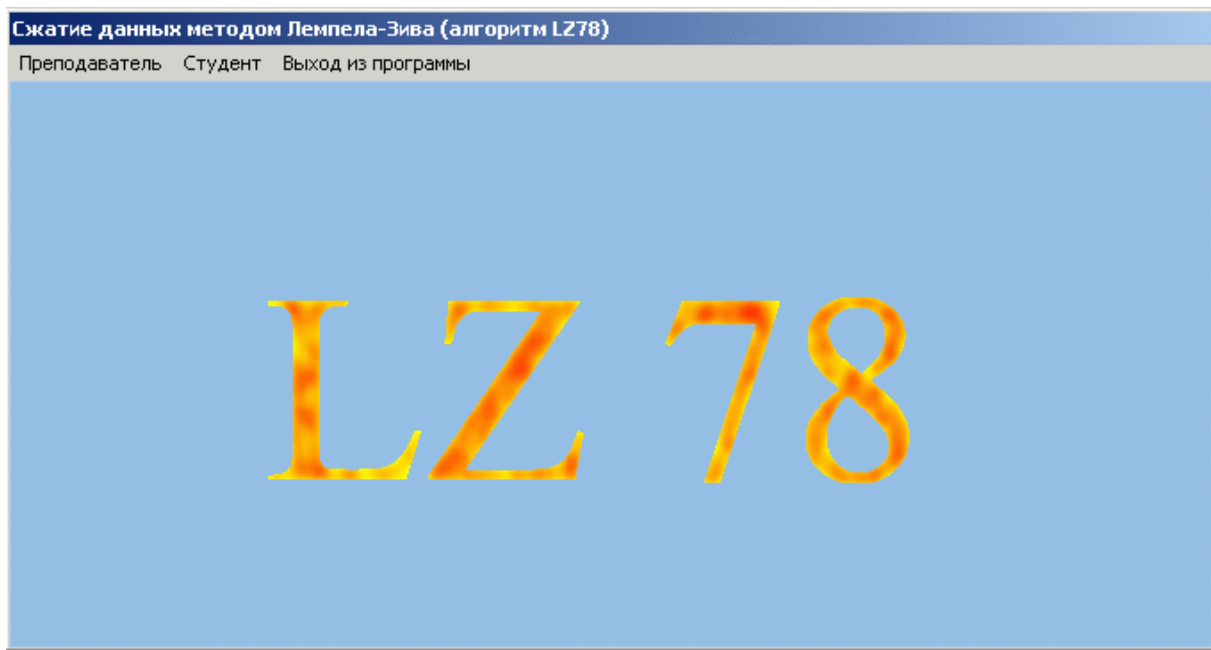 Сжатие данных методом Лемпела-Зива (алгоритм LZ78)
Преподаватель Студент Выход из программы
LZ 78